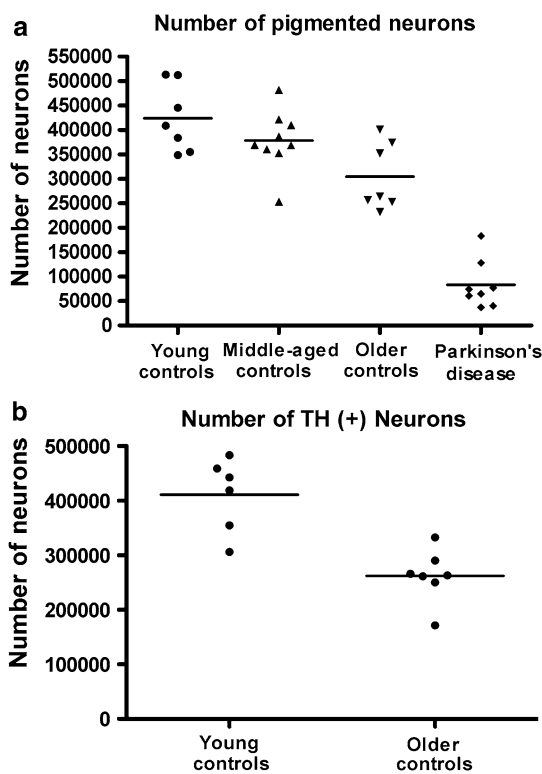 a
Number of pigmented neurons
Number of neurons
550000
500000
450000
400000
350000
300000
250000
200000
150000
100000
50000
0
Young controls
Middle-aged controls
Older controls
Parkinson's disease
b
Number of TH (+) Neurons
Number of neurons
500000
400000
300000
200000
100000
0
Young controls
Older controls